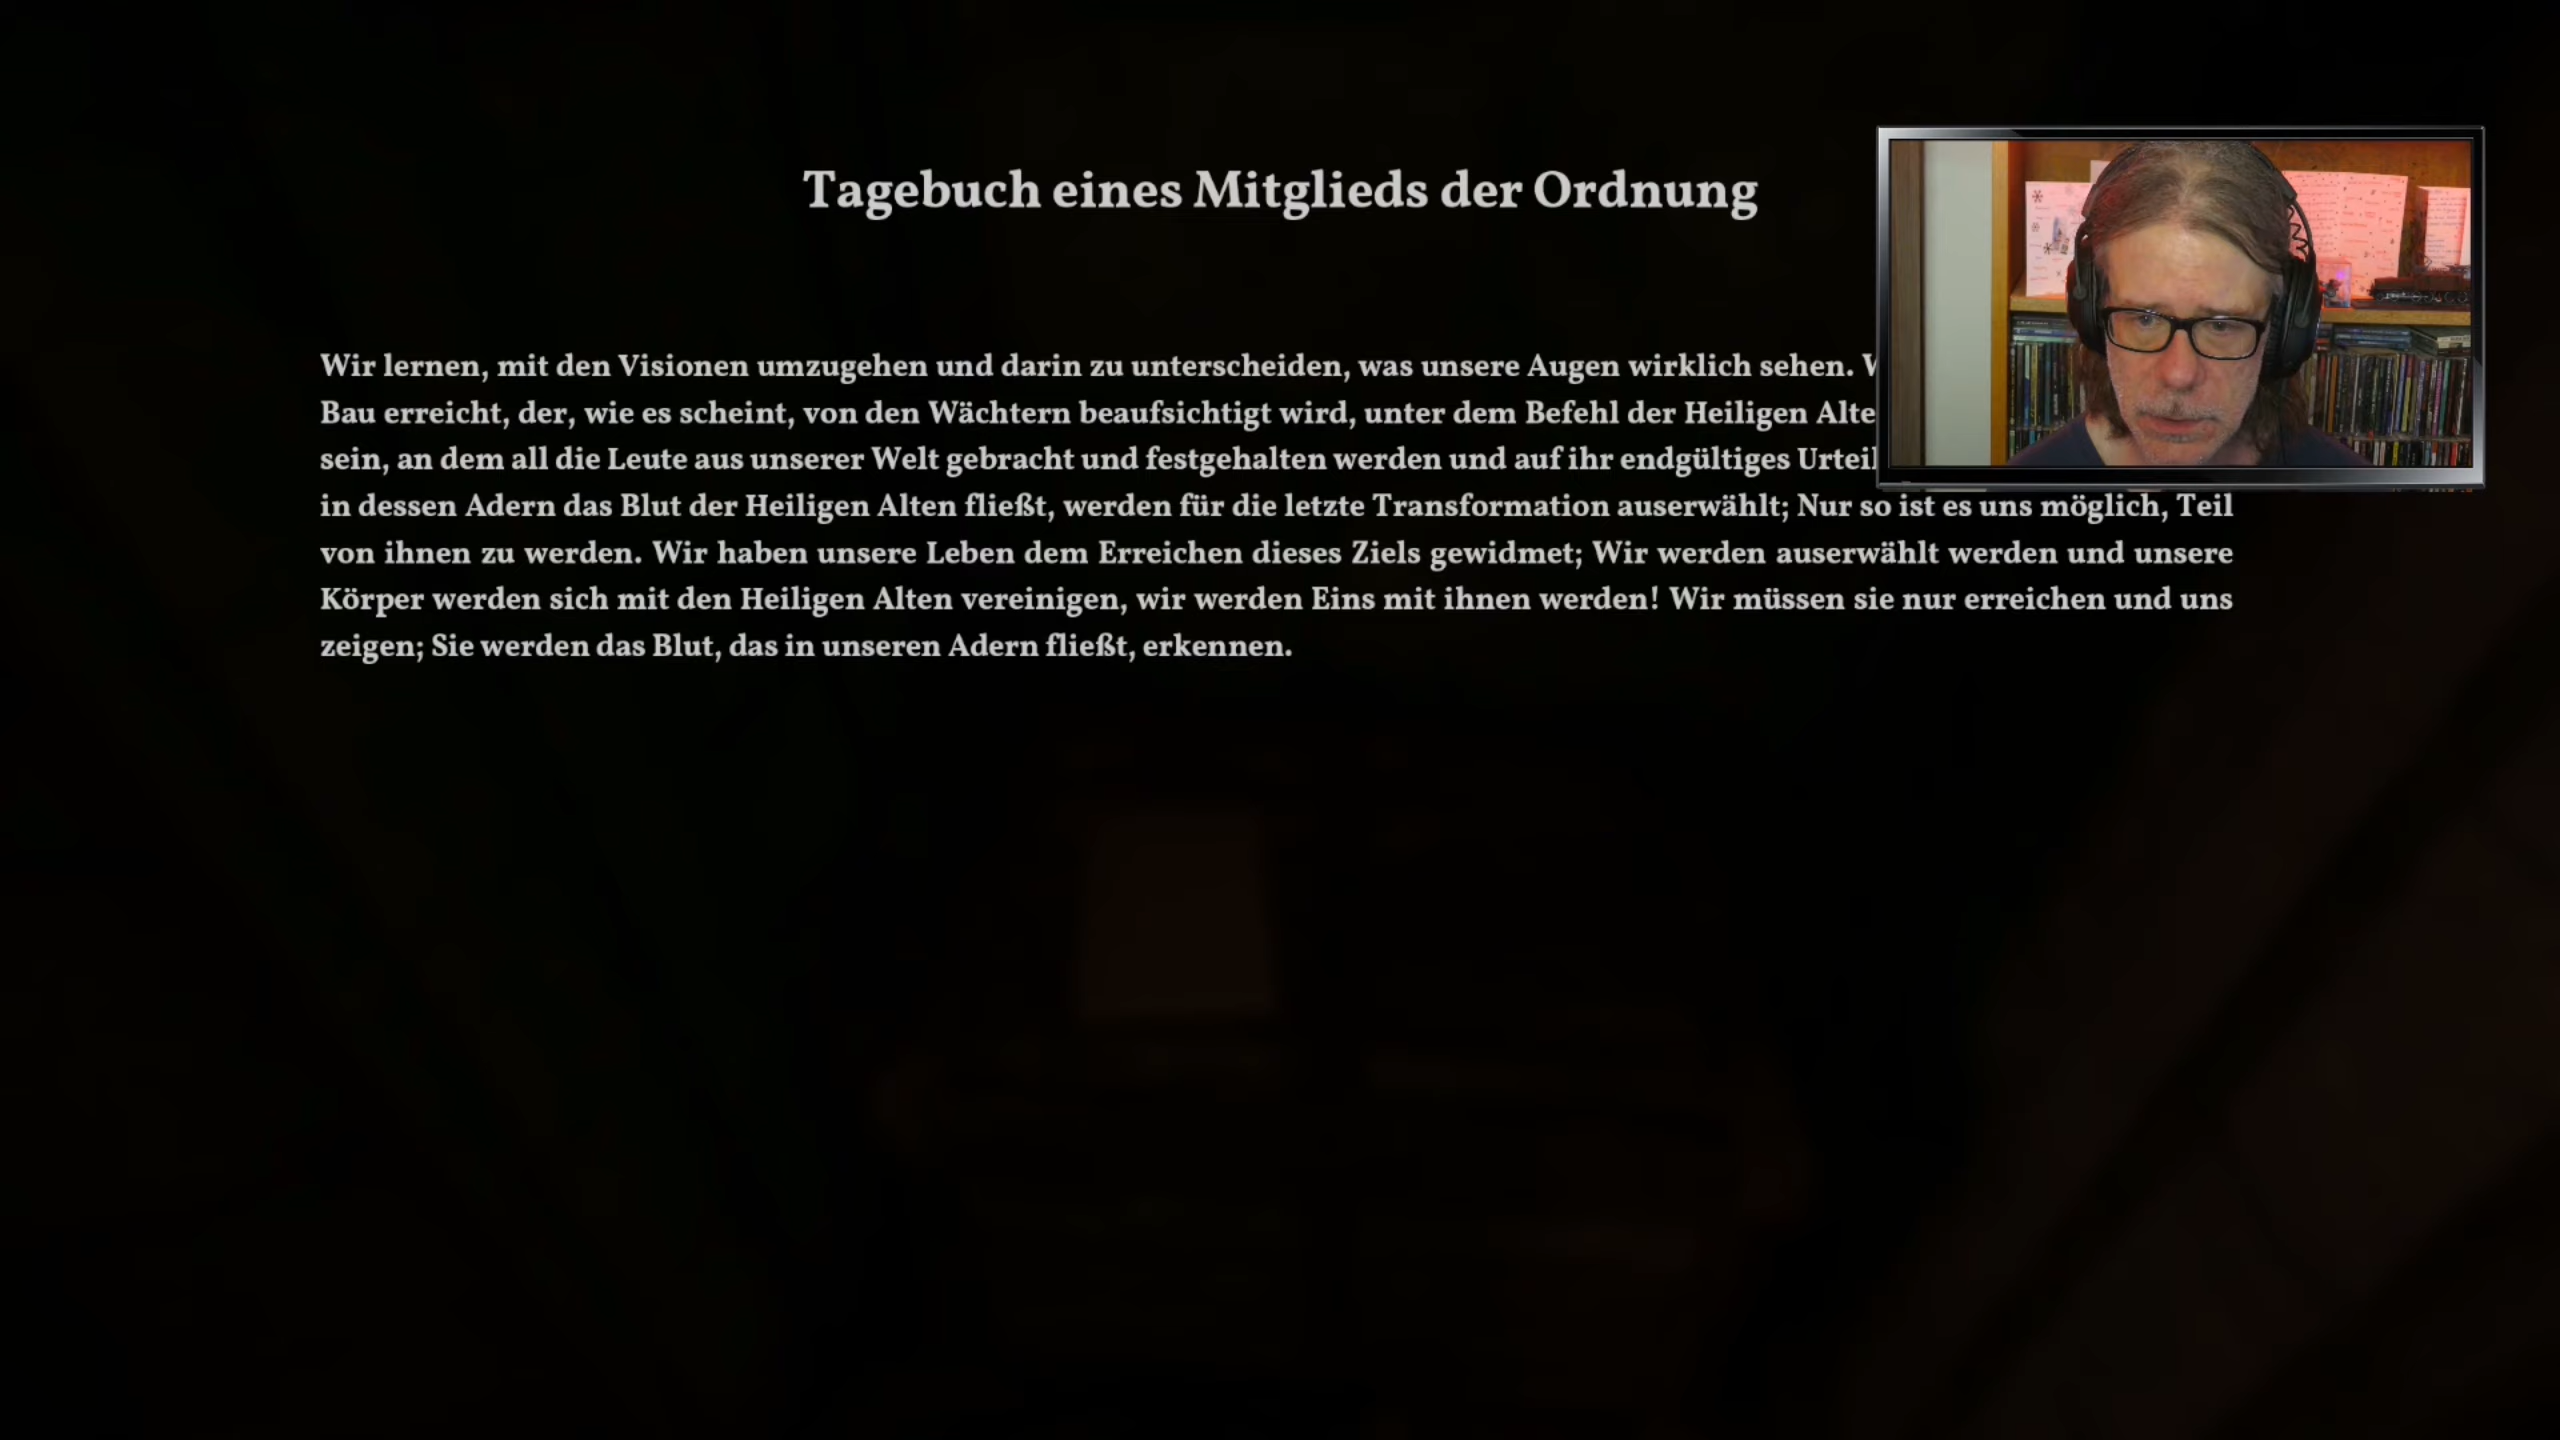 Tagebuch eines Mitglieds der Ordnung
Wir lernen, mit den Visionen umzugehen und darin zu unterscheiden, was unsere Augen wirklich sehen.
Bau erreicht, der, wie es scheint, von den Wächtern beaufsichtigt wird, unter dem Befehl der Heiligen
sein, an dem all die Leute aus unserer Welt gebracht und festgehalten werden und auf ihr endgültiges
in dessen Adern das Blut der Heiligen Alten fließt, werden für die letzte Transformation auserwählt; Nur so ist es uns möglich, Teil
von ihnen zu werden. Wir haben unsere Leben dem Erreichen dieses Ziels gewidmet; Wir werden auserwählt werden und unsere
Körper werden sich mit den Heiligen Alten vereinigen, wir werden Eins mit ihnen werden! Wir müssen sie nur erreichen und uns
zeigen; Sie werden das Blut, das in unseren Adern fließt, erkennen.